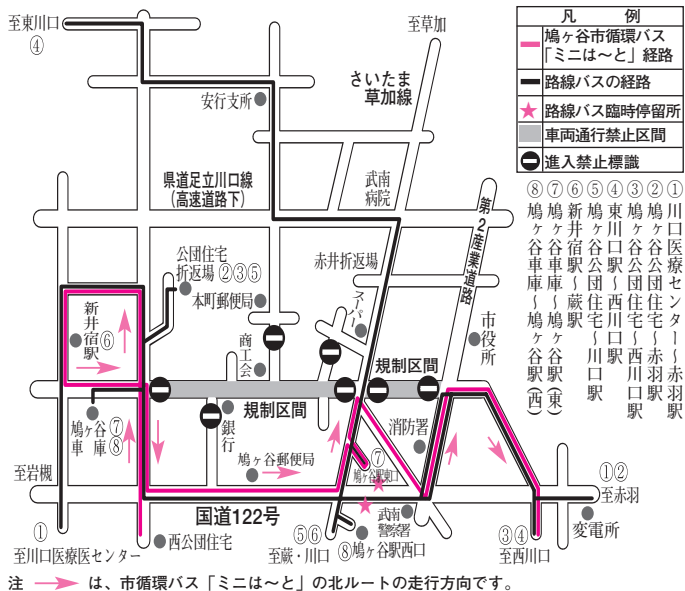 至東川口
④
至草加
安行支所
さいたま
草加線
県道足立川口線
(高速道路下)
武南
病院
第2産業道路
公団住宅
折返場 ②③⑤
本町郵便局
赤井折返場
スーパー
新井宿駅⑥
商工会
市役所
規制区間
鳩ヶ谷
車庫
⑦
⑧
規制区間
銀行
消防署
鳩ヶ谷郵便局
⑦
鳩ヶ谷駅東口
至岩槻
①②
至赤羽
国道122号
武南
警察署
変電所
①
至川口医療医センター
西公団住宅
⑤⑥
至蔵・川口
⑧鳩ヶ谷駅西口
③④
至西川口
凡 例
鳩ヶ谷市循環バス
「ミニは〜と」経路
路線バスの経路
路線バス臨時停留所
車両通行禁止区間
進入禁止標識
①川口医療センター〜赤羽駅
②鳩ヶ谷公団住宅〜赤羽駅
③鳩ヶ谷公団住宅〜西川口駅
④東川口駅〜西川口駅
⑤鳩ヶ谷公団住宅〜川口駅
⑥新井宿駅〜蕨駅
⑦鳩ヶ谷車庫〜鳩ヶ谷駅(東)
⑧鳩ヶ谷車庫〜鳩ヶ谷駅(西)
注 → は、市循環バス「ミニは〜と」の北ルートの走行方向です。